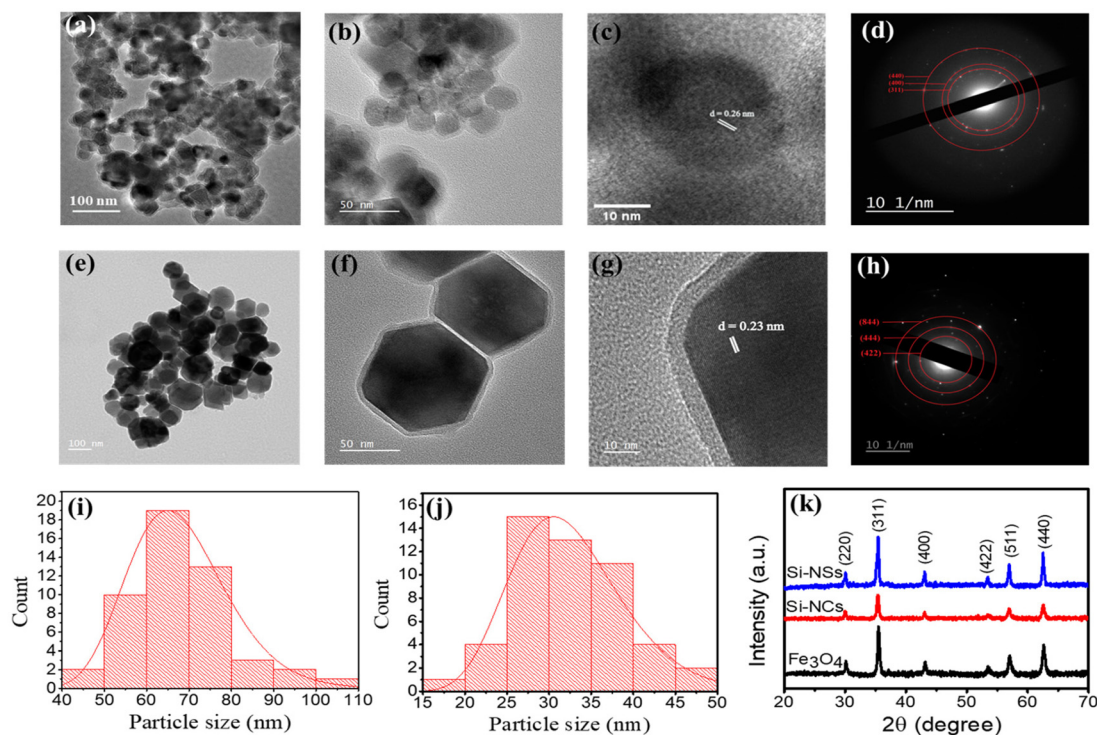 (a)
100 nm
(b)
50 nm
(c)
d = 0.26 nm
10 nm
(d)
(440)
(400)
(311)
10 1/nm
(e)
100 nm
(f)
50 nm
(g)
d = 0.23 nm
10 nm
(h)
(844)
(444)
(422)
10 1/nm
(i)
Count
20
18
16
14
12
10
8
6
4
2
0
40 50 60 70 80 90 100 110
Particle size (nm)
(j)
Count
16
14
12
10
8
6
4
2
0
15 20 25 30 35 40 45 50
Particle size (nm)
(k)
Intensity (a.u.)
(220)
(311)
(400)
(422)
(511)
(440)
Si-NSs
Si-NCs
Fe3O4
20 30 40 50 60 70
2θ (degree)